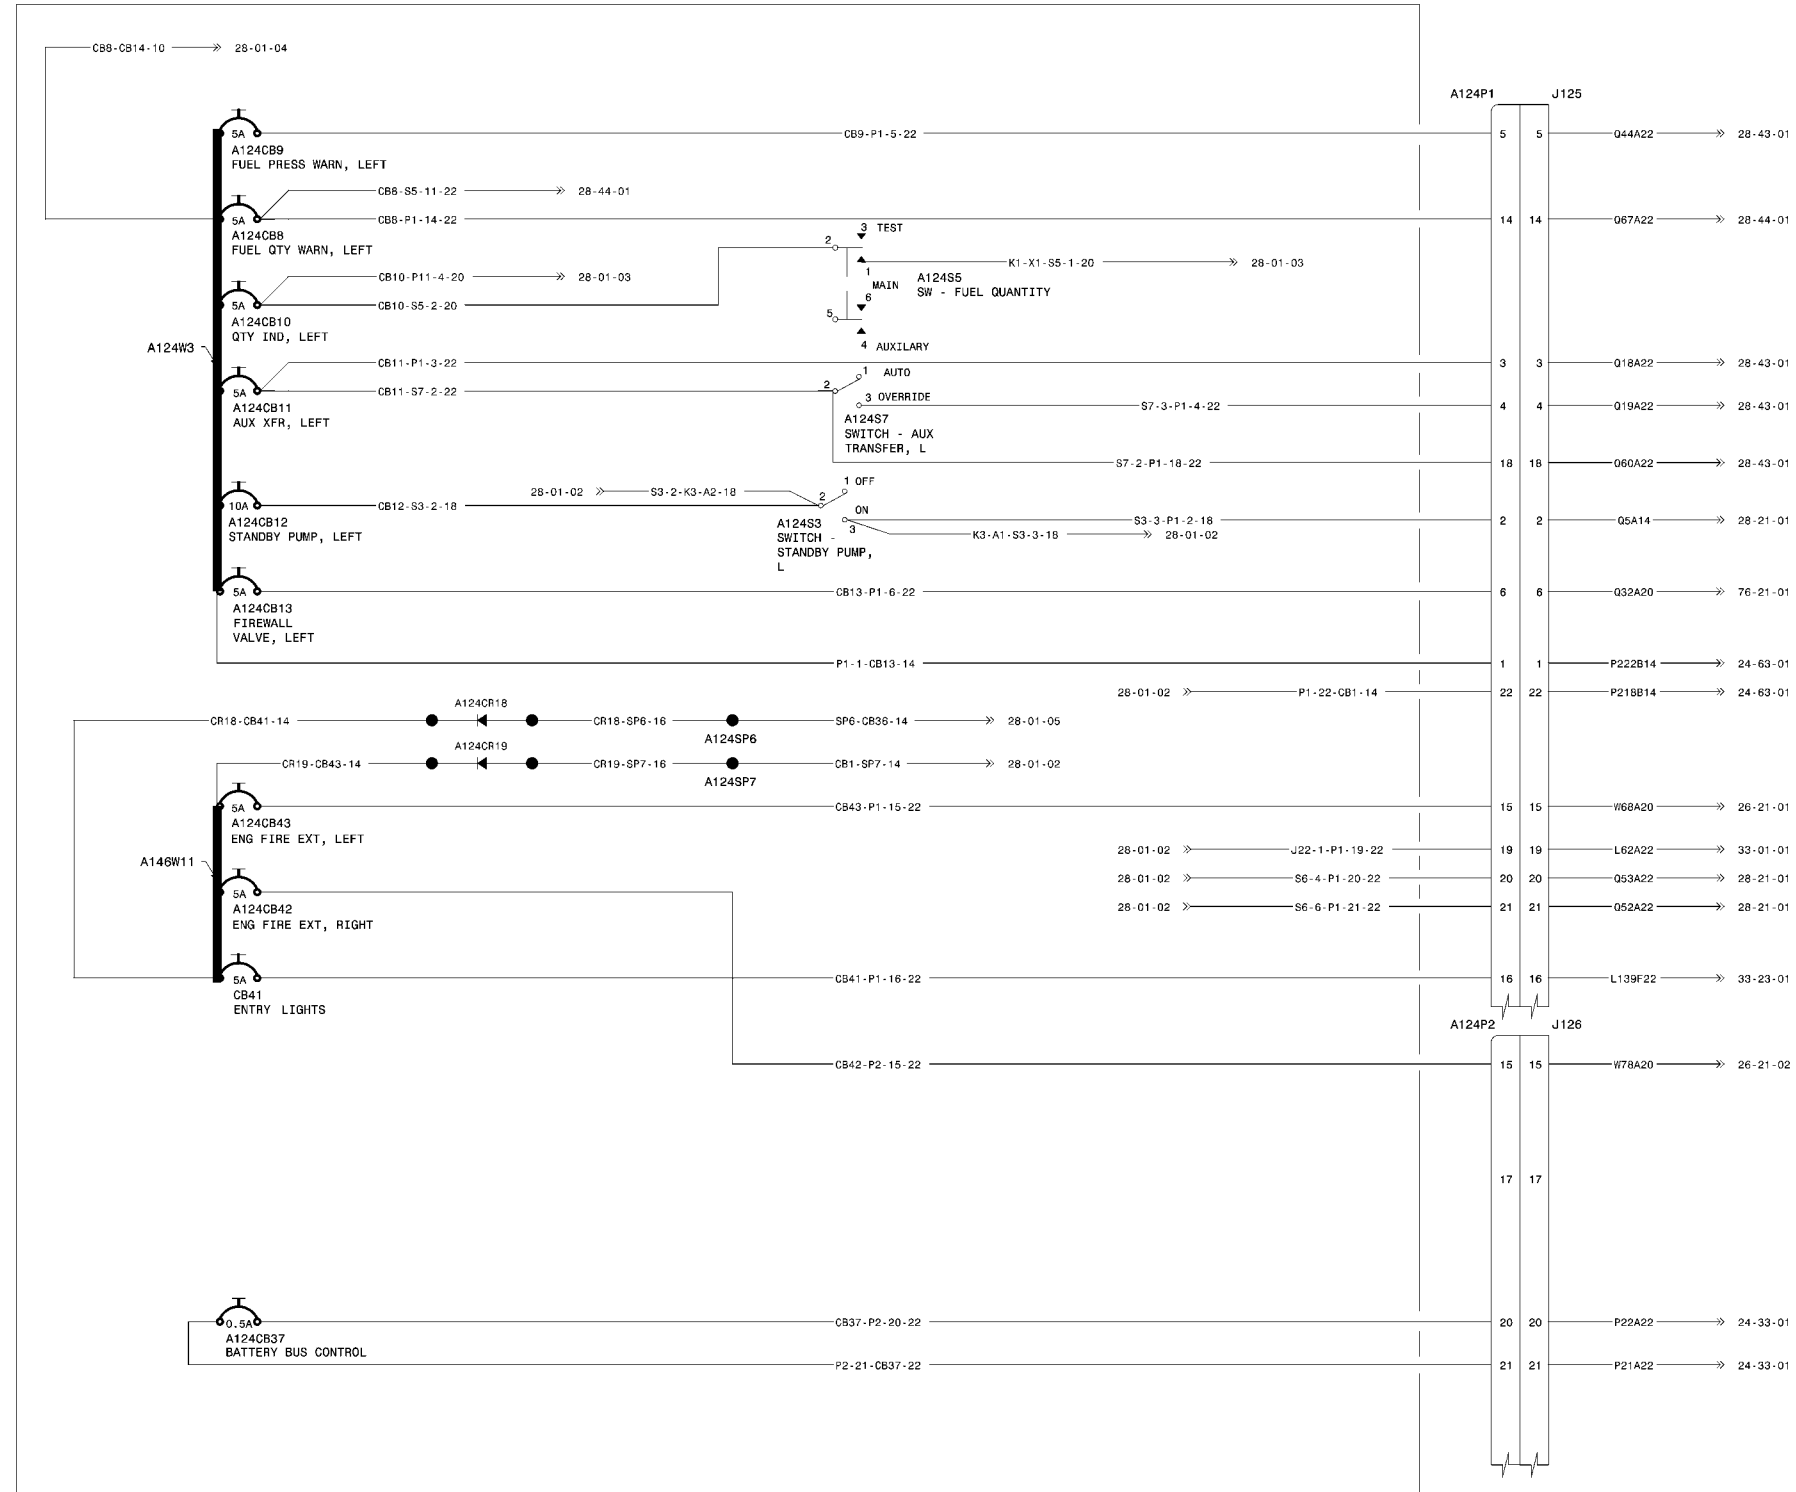 CB8-CB14-10 28-01-04
A124P1 J125
5A CB9-P1-5-22 5 5 Q44A22 28-43-01
A124CB9
FUEL PRESS WARN, LEFT
CB8-S5-11-22 28-44-01
5A CB8-P1-14-22 14 14 Q67A22 28-44-01
A124CB8
FUEL QTY WARN, LEFT
3 TEST
2
K1-X1-S5-1-20 28-01-03
1
MAIN
A124S5
SW - FUEL QUANTITY
CB10-P11-4-20 28-01-03
5A CB10-S5-2-20
A124CB10
QTY IND, LEFT
6
5
4 AUXILARY
A124W3
CB11-P1-3-22 3 3 Q18A22 28-43-01
5A CB11-S7-2-22 2
A124CB11
AUX XFR, LEFT
1 AUTO
3 OVERRIDE S7-3-P1-4-22 4 4 Q19A22 28-43-01
A124S7
SWITCH - AUX
TRANSFER, L
S7-2-P1-18-22 18 18 Q60A22 28-43-01
28-01-02 S3-2-K3-A2-18 1 OFF
10A CB12-S3-2-18 2
A124CB12
STANDBY PUMP, LEFT
ON
3
S3-3-P1-2-18 2 2 Q5A14 28-21-01
K3-A1-S3-3-18 28-01-02
A124S3
SWITCH -
STANDBY PUMP,
L
5A CB13-P1-6-22 6 6 Q32A20 76-21-01
A124CB13
FIREWALL
VALVE, LEFT
P1-1-CB13-14 1 1 P222B14 24-63-01
28-01-02 P1-22-CB1-14 22 22 P218B14 24-63-01
A124CR18
CR18-CB41-14 CR18-SP6-16 SP6-CB36-14 28-01-05
A124SP6
A124CR19
CR19-CB43-14 CR19-SP7-16 CB1-SP7-14 28-01-02
A124SP7
5A CB43-P1-15-22 15 15 W68A20 26-21-01
A124CB43
ENG FIRE EXT, LEFT
28-01-02 J22-1-P1-19-22 19 19 L62A22 33-01-01
A146W11
28-01-02 S6-4-P1-20-22 20 20 Q53A22 28-21-01
5A
28-01-02 S6-6-P1-21-22 21 21 Q52A22 28-21-01
A124CB42
ENG FIRE EXT, RIGHT
5A CB41-P1-16-22 16 16 L139F22 33-23-01
CB41
ENTRY LIGHTS
A124P2 J126
CB42-P2-15-22 15 15 W78A20 26-21-02
17 17
0.5A CB37-P2-20-22 20 20 P22A22 24-33-01
A124CB37
BATTERY BUS CONTROL
P2-21-CB37-22 21 21 P21A22 24-33-01